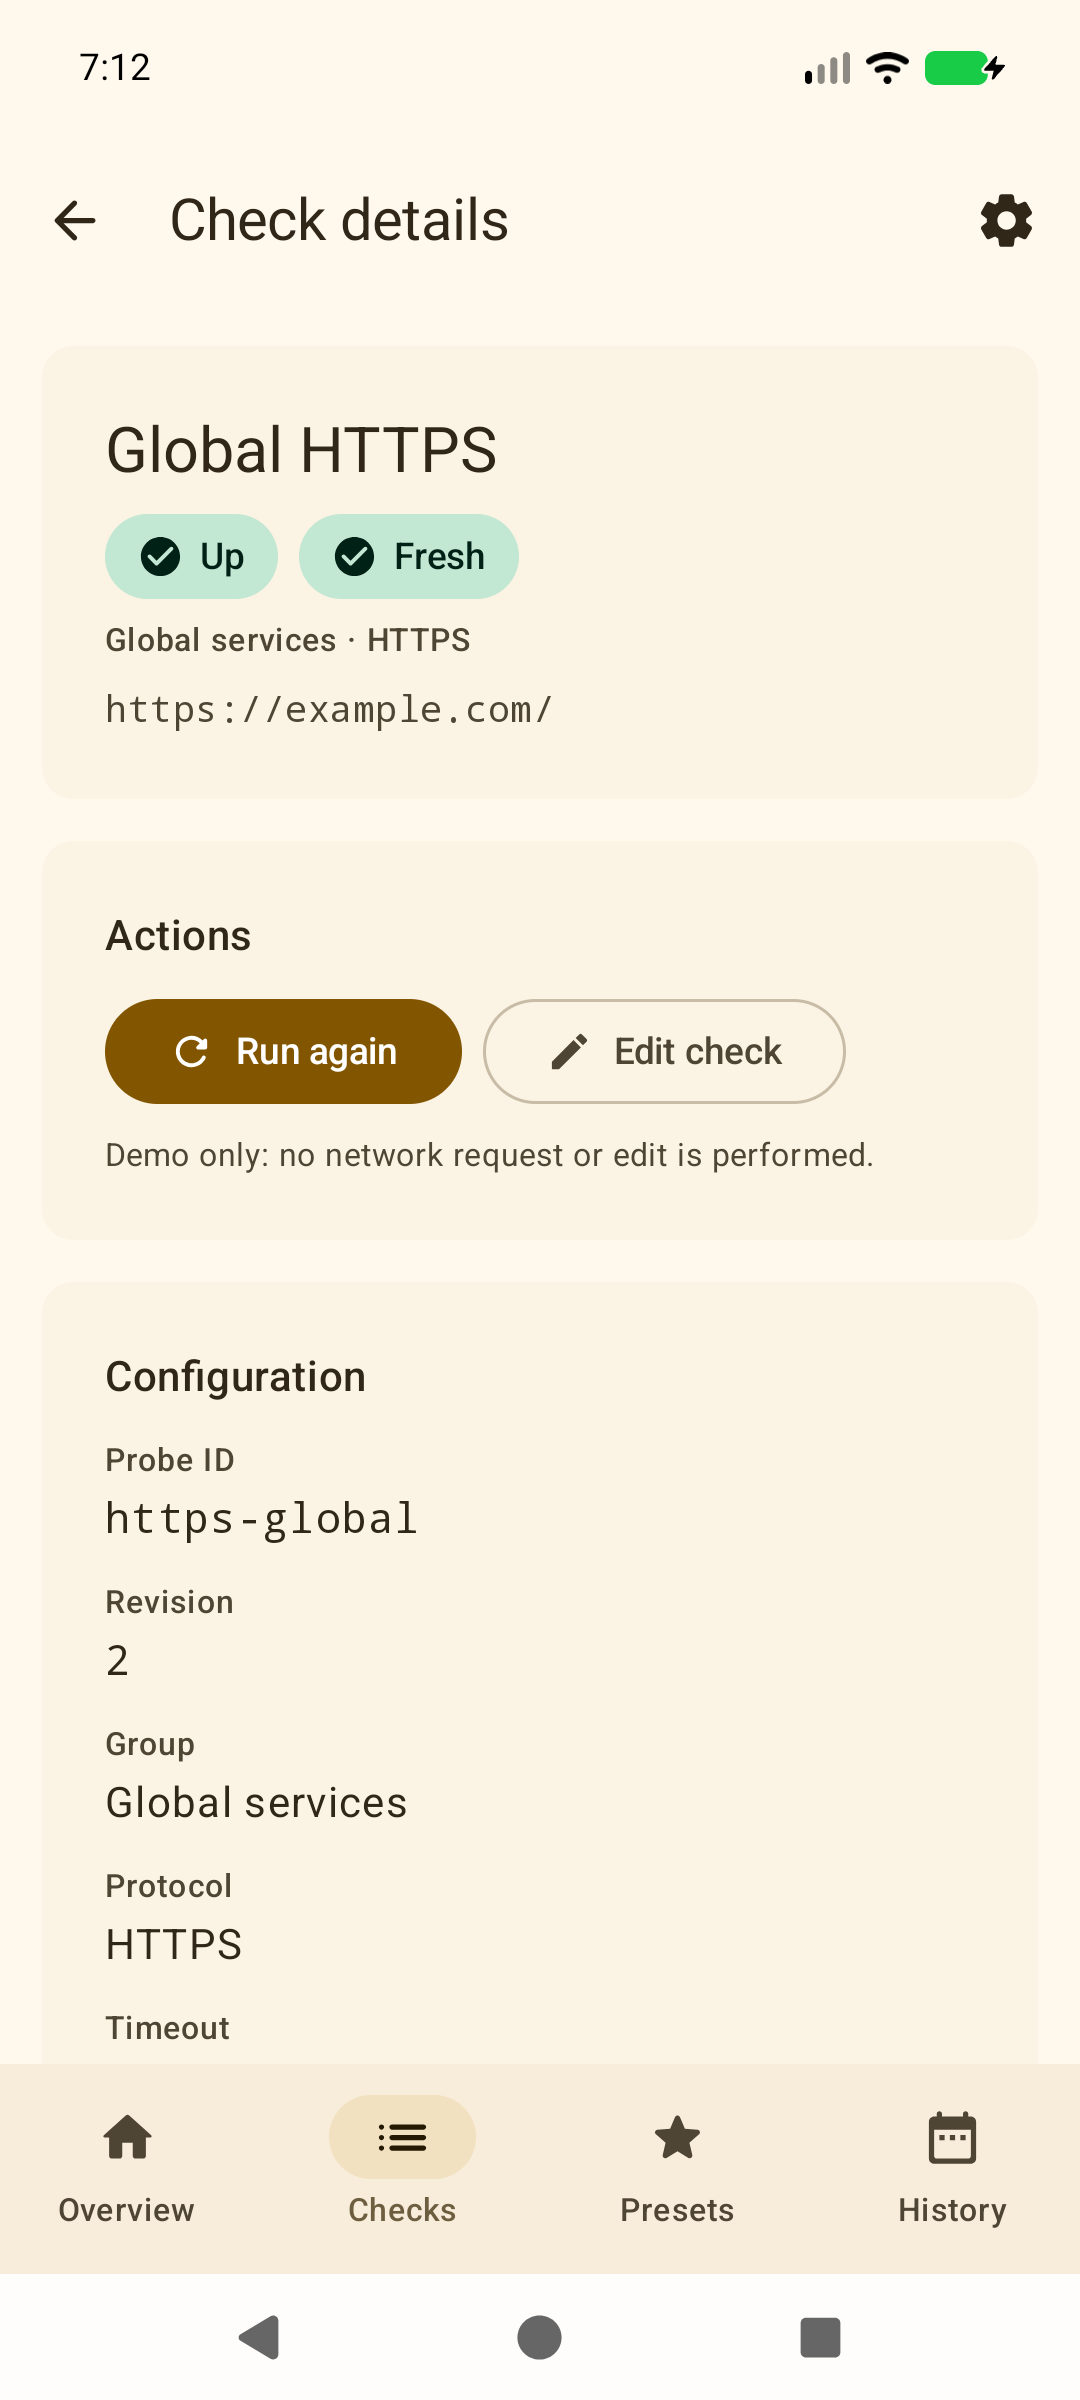 7:12
Check details
Global HTTPS
Up
Fresh
Global services · HTTPS
https://example.com/
Actions
Run again
Edit check
Demo only: no network request or edit is performed.
Configuration
Probe ID
https-global
Revision
2
Group
Global services
Protocol
HTTPS
Timeout
Overview
Checks
Presets
History